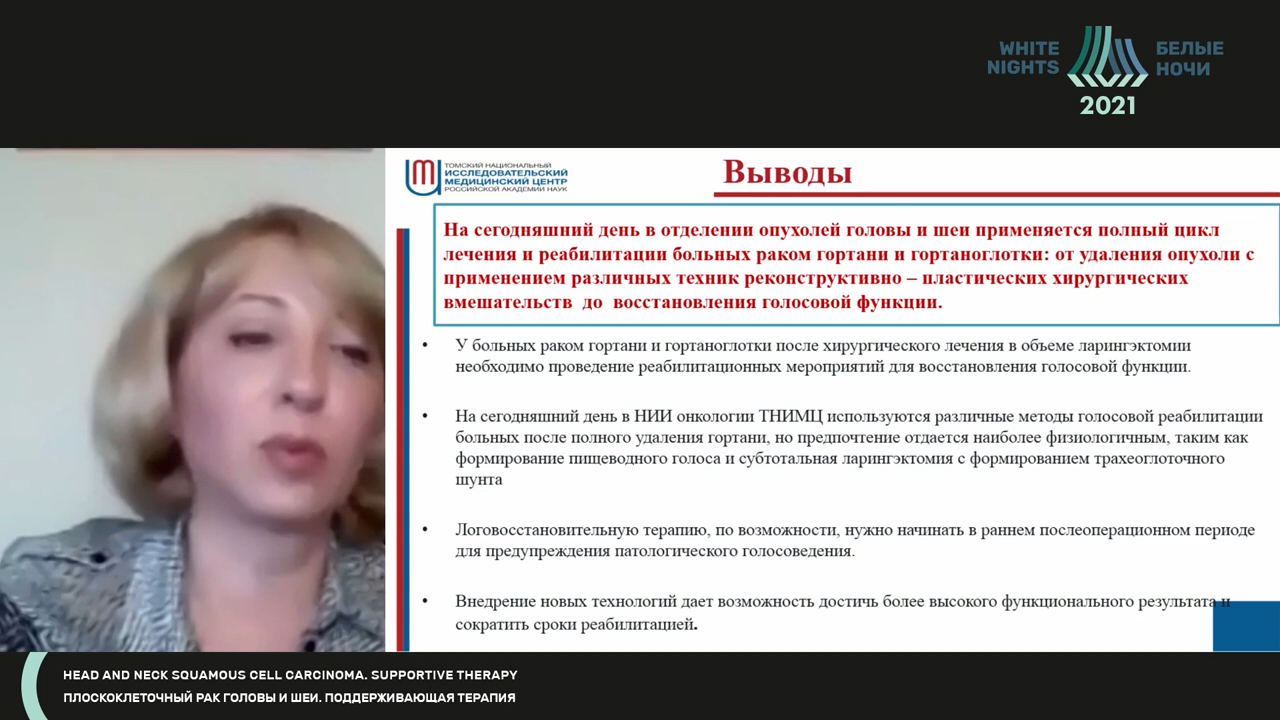 WHITE NIGHTS
БЕЛЫЕ НОЧИ
2021
ТОМСКИЙ НАЦИОНАЛЬНЫЙ
ИССЛЕДОВАТЕЛЬСКИЙ
МЕДИЦИНСКИЙ ЦЕНТР
РОССИЙСКОЙ АКАДЕМИИ НАУК
Выводы
На сегодняшний день в отделении опухолей головы и шеи применяется полный цикл
лечения и реабилитации больных раком гортани и гортаноглотки: от удаления опухоли с
применением различных техник реконструктивно – пластических хирургических
вмешательств до восстановления голосовой функции.
• У больных раком гортани и гортаноглотки после хирургического лечения в объеме ларингэктомии
необходимо проведение реабилитационных мероприятий для восстановления голосовой функции.
• На сегодняшний день в НИИ онкологии ТНИМЦ используются различные методы голосовой реабилитации
больных после полного удаления гортани, но предпочтение отдается наиболее физиологичным, таким как
формирование пищеводного голоса и субтотальная ларингэктомия с формированием трахеоглоточного
шунта
• Логовосстановительную терапию, по возможности, нужно начинать в раннем послеоперационном периоде
для предупреждения патологического голосоведения.
• Внедрение новых технологий дает возможность достичь более высокого функционального результата и
сократить сроки реабилитацией.
HEAD AND NECK SQUAMOUS CELL CARCINOMA. SUPPORTIVE THERAPY
ПЛОСКОКЛЕТОЧНЫЙ РАК ГОЛОВЫ И ШЕИ. ПОДДЕРЖИВАЮЩАЯ ТЕРАПИЯ